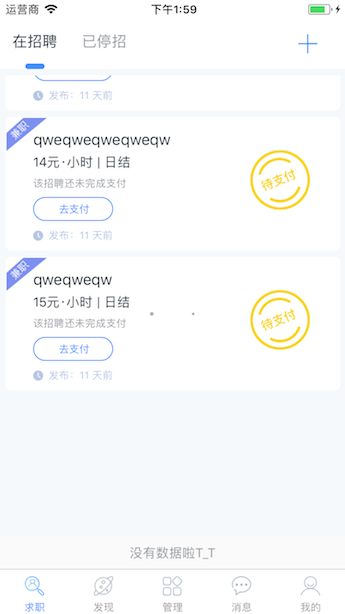 运营商 下午1:59
在招聘 已停招
发布：11 天前
兼职
qweqweqweqweqw
14元·小时 | 日结
该招聘还未完成支付
待支付
去支付
发布：11 天前
兼职
qweqweqw
15元·小时 | 日结
该招聘还未完成支付
待支付
去支付
发布：11 天前
没有数据啦T_T
求职 发现 管理 消息 我的